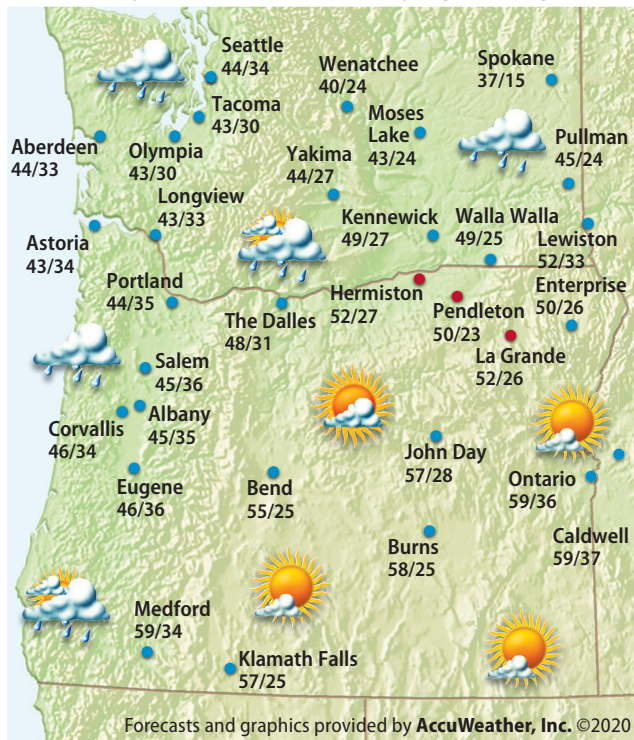 Seattle
44/34
Wenatchee
40/24
Spokane
37/15
Tacoma
43/30
Moses
Lake
43/24
Aberdeen
44/33
Olympia
43/30
Yakima
44/27
Pullman
45/24
Longview
43/33
Kennewick
49/27
Walla Walla
49/25
Lewiston
52/33
Astoria
43/34
Portland
44/35
The Dalles
48/31
Hermiston
52/27
Pendleton
50/23
Enterprise
50/26
La Grande
52/26
Salem
45/36
Albany
45/35
Corvallis
46/34
Eugene
46/36
Bend
55/25
John Day
57/28
Ontario
59/36
Caldwell
59/37
Burns
58/25
Medford
59/34
Klamath Falls
57/25
Forecasts and graphics provided by AccuWeather, Inc. ©2020